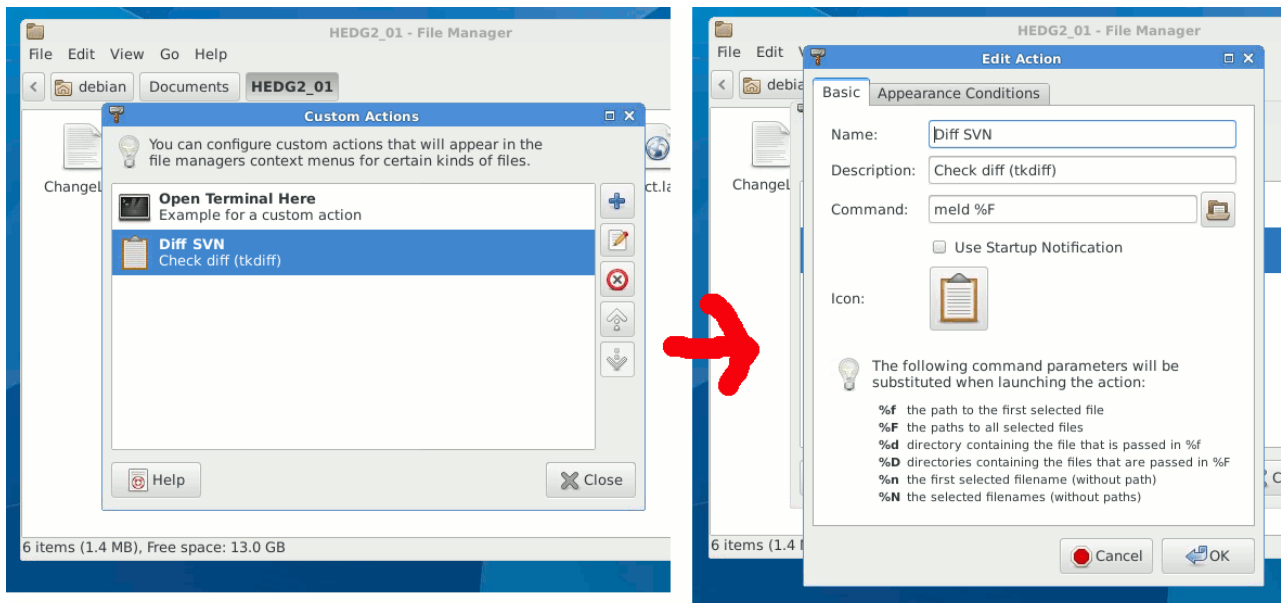 HEDG2_01 - File Manager
File Edit View Go Help
debian Documents HEDG2_01
Custom Actions
You can configure custom actions that will appear in the
file managers context menus for certain kinds of files.
Open Terminal Here
Example for a custom action
Diff SVN
Check diff (tkdiff)
Help
Close
ChangeL
ct.la
6 items (1.4 MB), Free space: 13.0 GB
HEDG2_01 - File Manager
File Edit V
debia
Edit Action
Basic Appearance Conditions
Name: Diff SVN
Description: Check diff (tkdiff)
Command: meld %F
Use Startup Notification
Icon:
The following command parameters will be
substituted when launching the action:
%f the path to the first selected file
%F the paths to all selected files
%d directory containing the file that is passed in %f
%D directories containing the files that are passed in %F
%n the first selected filename (without path)
%N the selected filenames (without paths)
Cancel OK
ChangeL
C
6 items (1.4 M